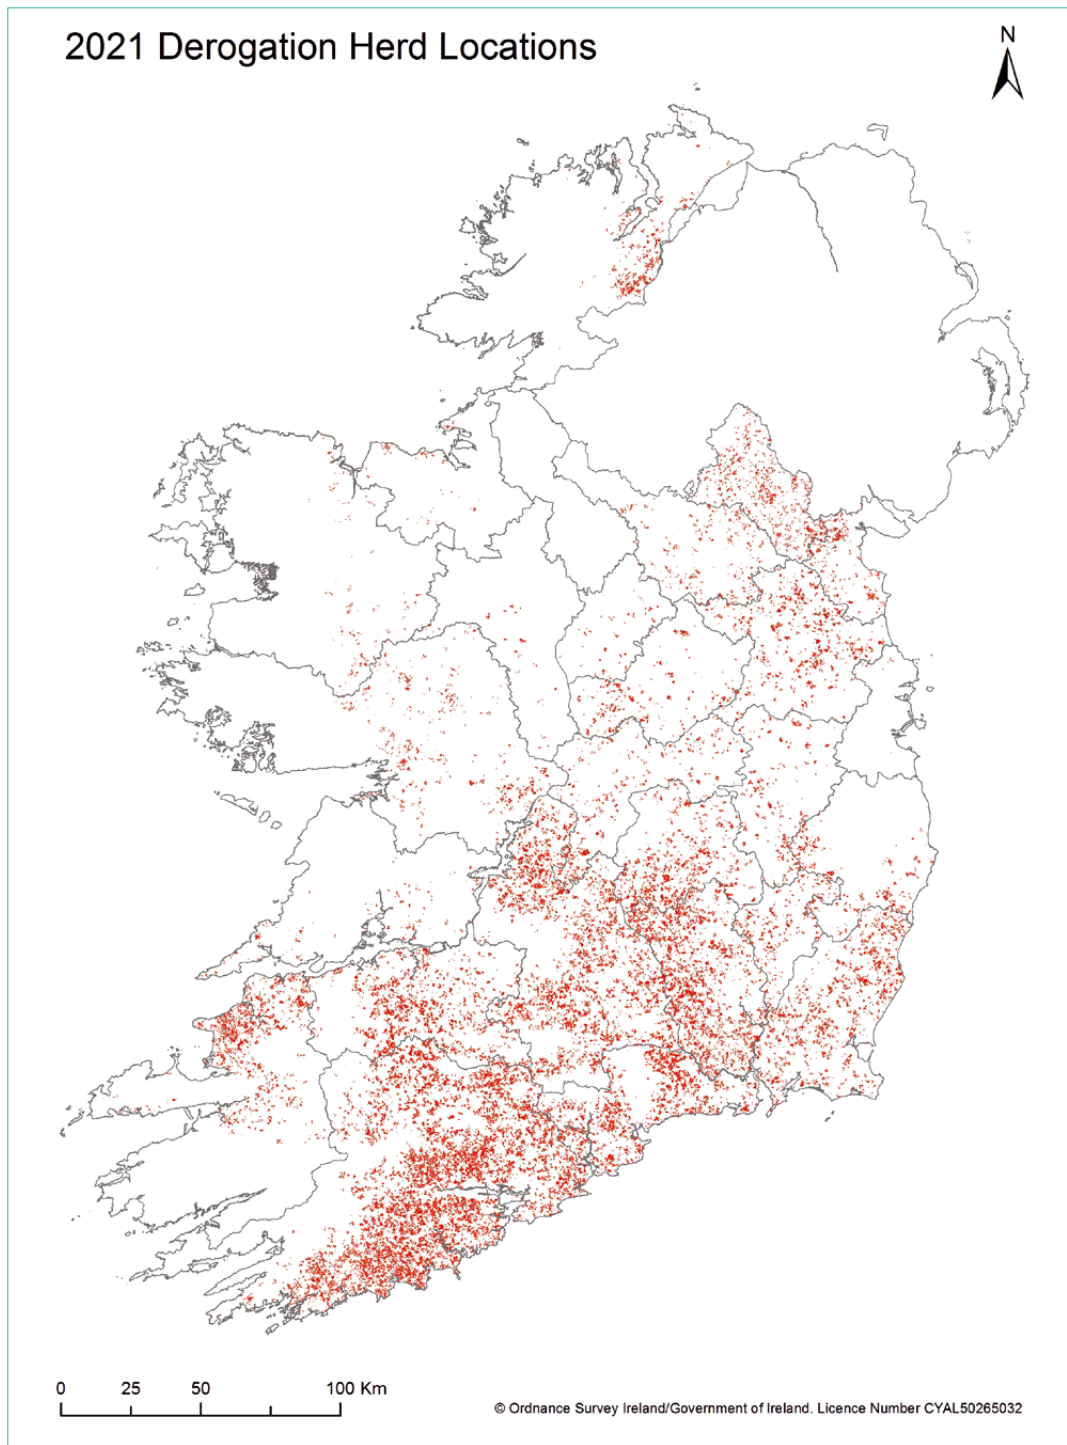 2021 Derogation Herd Locations
N
0 25 50 100 Km
© Ordnance Survey Ireland/Government of Ireland. Licence Number CYAL50265032